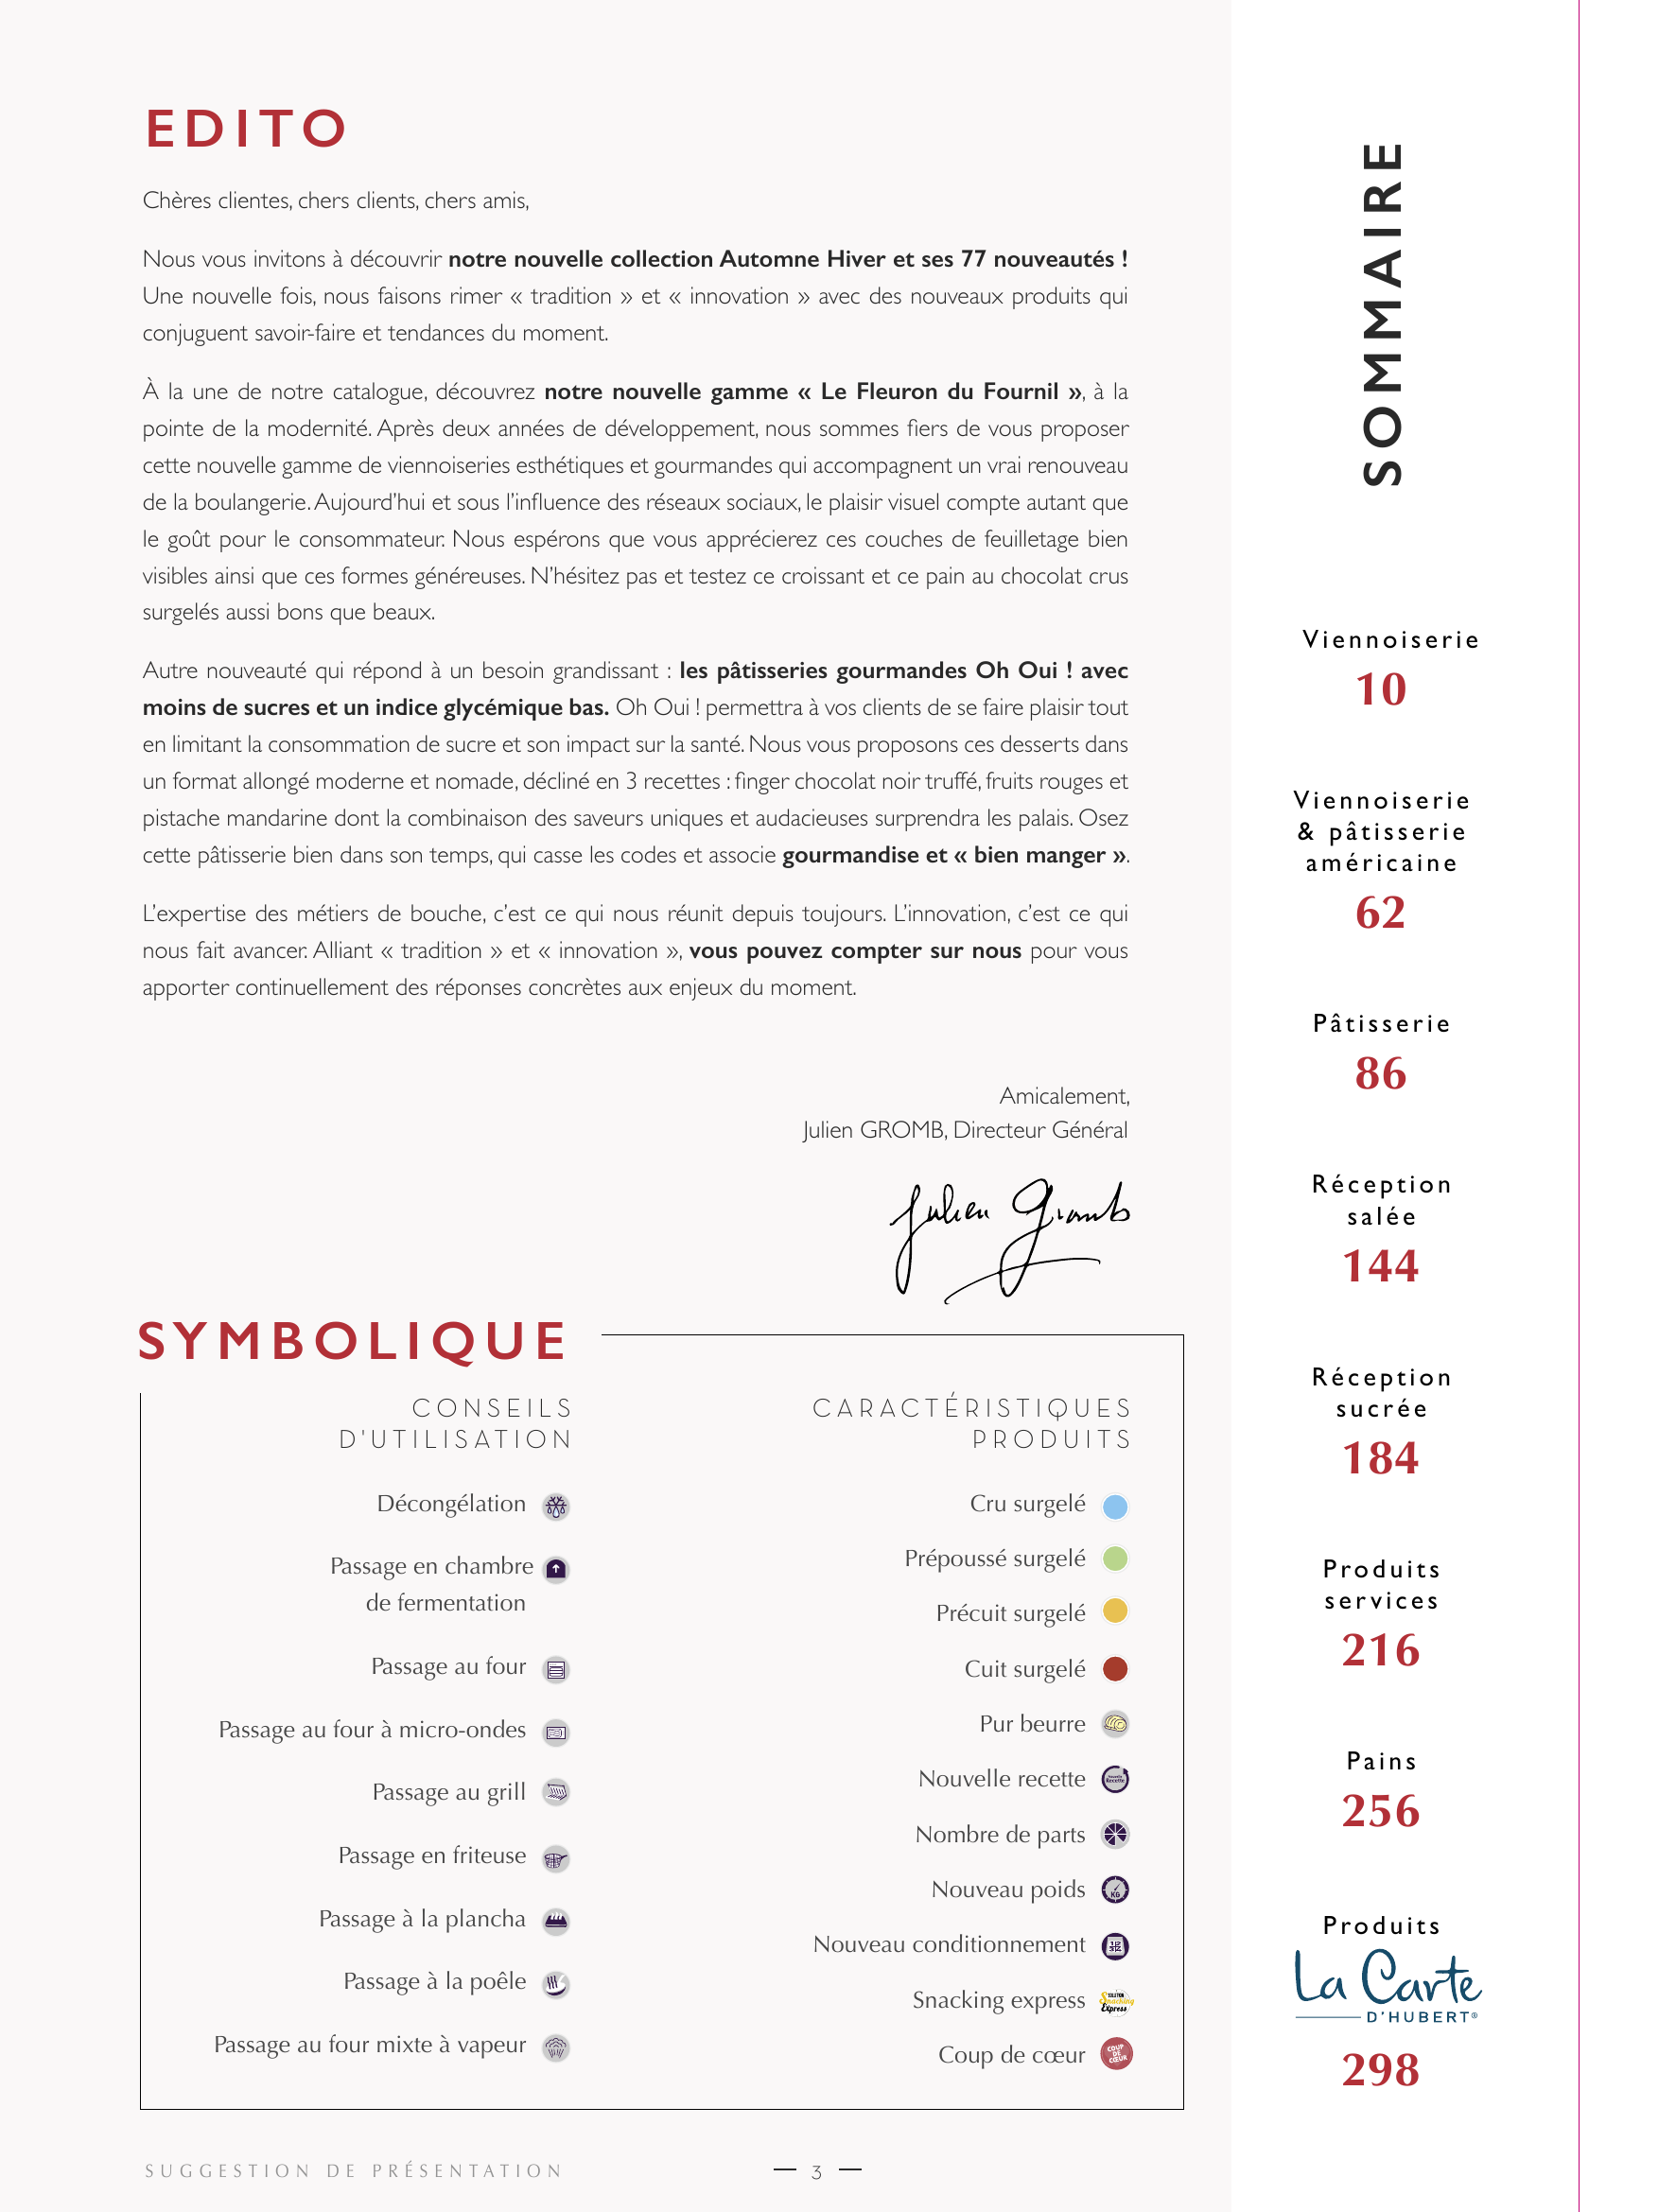 EDITO
Chères clientes, chers clients, chers amis,
Nous vous invitons à découvrir notre nouvelle collection Automne Hiver et ses 77 nouveautés !
Une nouvelle fois, nous faisons rimer « tradition » et « innovation » avec des nouveaux produits qui
conjuguent savoir-faire et tendances du moment.
À la une de notre catalogue, découvrez notre nouvelle gamme « Le Fleuron du Fournil », à la
pointe de la modernité. Après deux années de développement, nous sommes fiers de vous proposer
cette nouvelle gamme de viennoiseries esthétiques et gourmandes qui accompagnent un vrai renouveau
de la boulangerie. Aujourd’hui et sous l’influence des réseaux sociaux, le plaisir visuel compte autant que
le goût pour le consommateur. Nous espérons que vous apprécierez ces couches de feuilletage bien
visibles ainsi que ces formes généreuses. N’hésitez pas et testez ce croissant et ce pain au chocolat crus
surgelés aussi bons que beaux.
Autre nouveauté qui répond à un besoin grandissant : les pâtisseries gourmandes Oh Oui ! avec
moins de sucres et un indice glycémique bas. Oh Oui ! permettra à vos clients de se faire plaisir tout
en limitant la consommation de sucre et son impact sur la santé. Nous vous proposons ces desserts dans
un format allongé moderne et nomade, décliné en 3 recettes : finger chocolat noir truffé, fruits rouges et
pistache mandarine dont la combinaison des saveurs uniques et audacieuses surprendra les palais. Osez
cette pâtisserie bien dans son temps, qui casse les codes et associe gourmandise et « bien manger ».
L’expertise des métiers de bouche, c’est ce qui nous réunit depuis toujours. L’innovation, c’est ce qui
nous fait avancer. Alliant « tradition » et « innovation », vous pouvez compter sur nous pour vous
apporter continuellement des réponses concrètes aux enjeux du moment.
Amicalement,
Julien GROMB, Directeur Général
Julien Gromb
SYMBOLIQUE
CONSEILS
D'UTILISATION
Décongélation
Passage en chambre
de fermentation
Passage au four
Passage au four à micro-ondes
Passage au grill
Passage en friteuse
Passage à la plancha
Passage à la poêle
Passage au four mixte à vapeur
CARACTÉRISTIQUES
PRODUITS
Cru surgelé
Prépoussé surgelé
Précuit surgelé
Cuit surgelé
Pur beurre
Nouvelle recette
Nombre de parts
Nouveau poids
KG
Nouveau conditionnement
Snacking express
Snacking
Express
Coup de cœur
COUP
DE
CŒUR
SOMMAIRE
Viennoiserie
10
Viennoiserie
& pâtisserie
américaine
62
Pâtisserie
86
Réception
salée
144
Réception
sucrée
184
Produits
services
216
Pains
256
Produits
La Carte
D'HUBERT®
298
SUGGESTION DE PRÉSENTATION
3